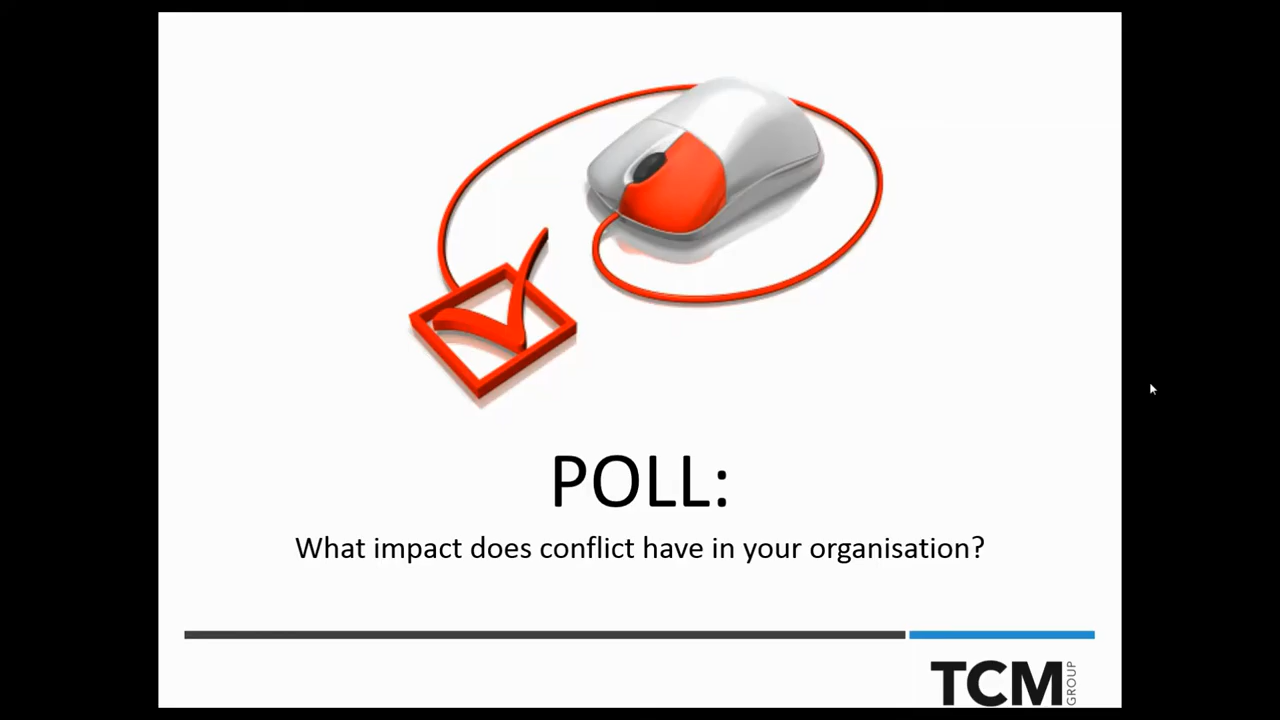 POLL:
What impact does conflict have in your organisation?
TCM GROUP